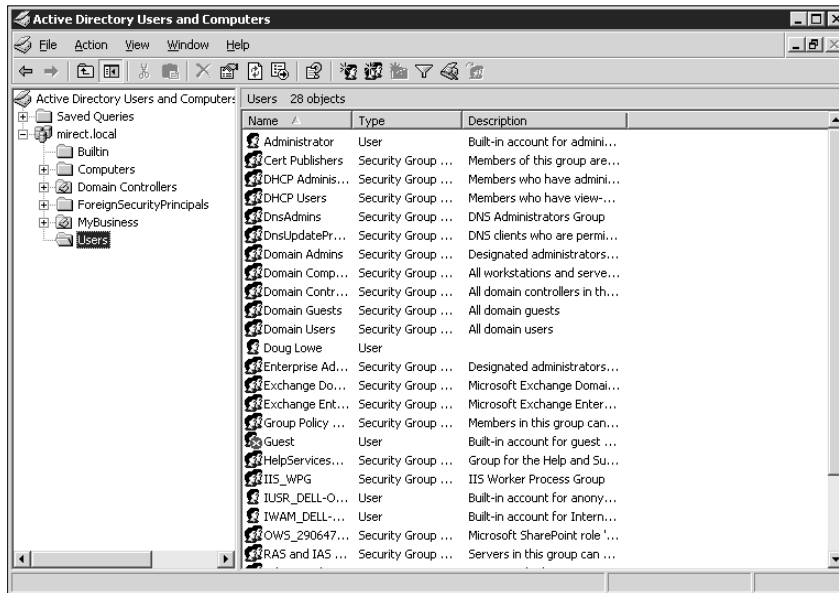 Active Directory Users and Computers
File Action View Window Help
Active Directory Users and Computers
Saved Queries
mirect.local
Builtin
Computers
Domain Controllers
ForeignSecurityPrincipals
MyBusiness
Users
Users 28 objects
Name Type Description
Administrator User Built-in account for admini...
Cert Publishers Security Group ... Members of this group are...
DHCP Adminis... Security Group ... Members who have admini...
DHCP Users Security Group ... Members who have view-...
DnsAdmins Security Group ... DNS Administrators Group
DnsUpdatePr... Security Group ... DNS clients who are permi...
Domain Admins Security Group ... Designated administrators...
Domain Comp... Security Group ... All workstations and serve...
Domain Contr... Security Group ... All domain controllers in th...
Domain Guests Security Group ... All domain guests
Domain Users Security Group ... All domain users
Doug Lowe User
Enterprise Ad... Security Group ... Designated administrators...
Exchange Do... Security Group ... Microsoft Exchange Domai...
Exchange Ent... Security Group ... Microsoft Exchange Enter...
Group Policy ... Security Group ... Members in this group can...
Guest User Built-in account for guest ...
HelpServices... Security Group ... Group for the Help and Su...
IIS_WPG Security Group ... IIS Worker Process Group
IUSR_DELL-O... User Built-in account for anony...
IWAM_DELL-... User Built-in account for Intern...
OWS_290647... Security Group ... Microsoft SharePoint role '...
RAS and IAS ... Security Group ... Servers in this group can ...